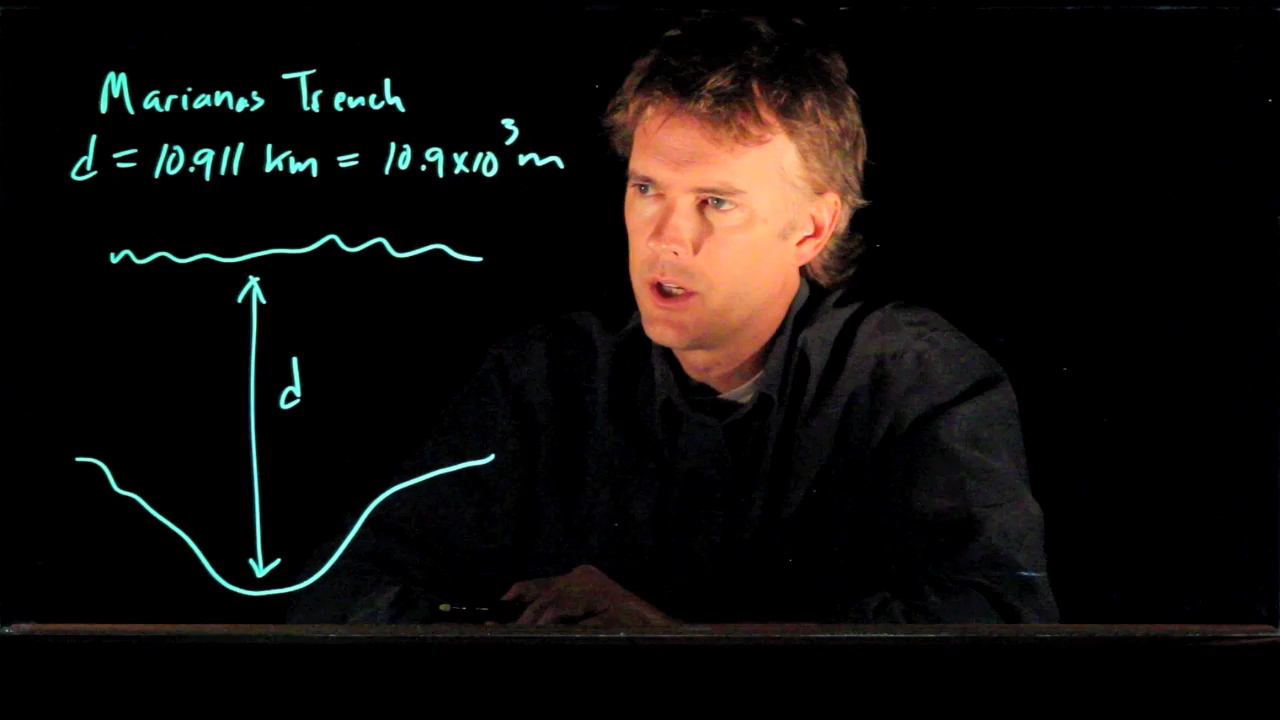 Marianas Trench
d = 10.911 km = 10.9x10³ m
d